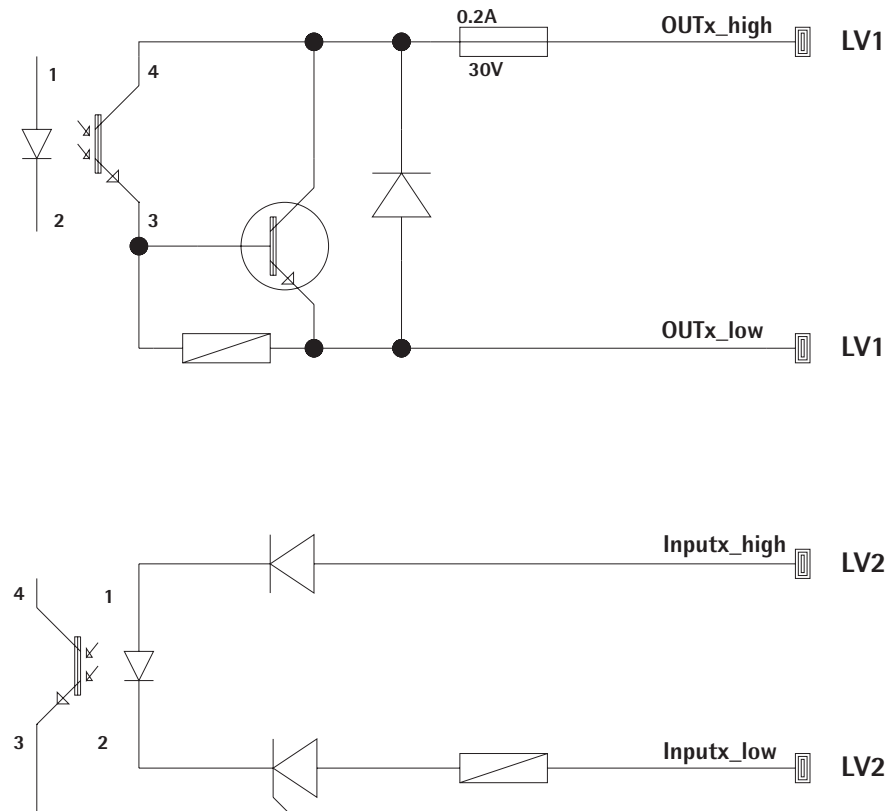 0.2A
OUTx_high
LV1
30V
1
4
2
3
OUTx_low
LV1
Inputx_high
LV2
4
1
3
2
Inputx_low
LV2